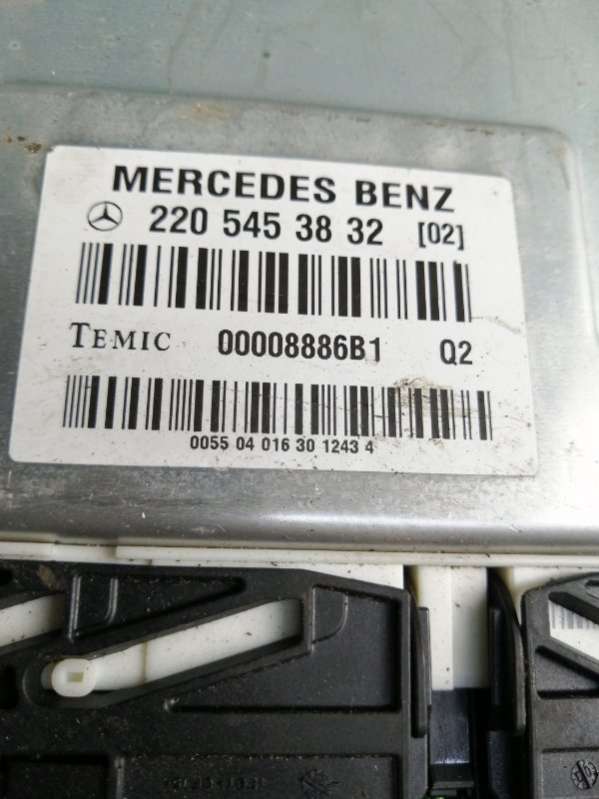 MERCEDES BENZ
220 545 38 32 [02]
TEMIC 00008886B1 Q2
0055 04 016 30 1243 4